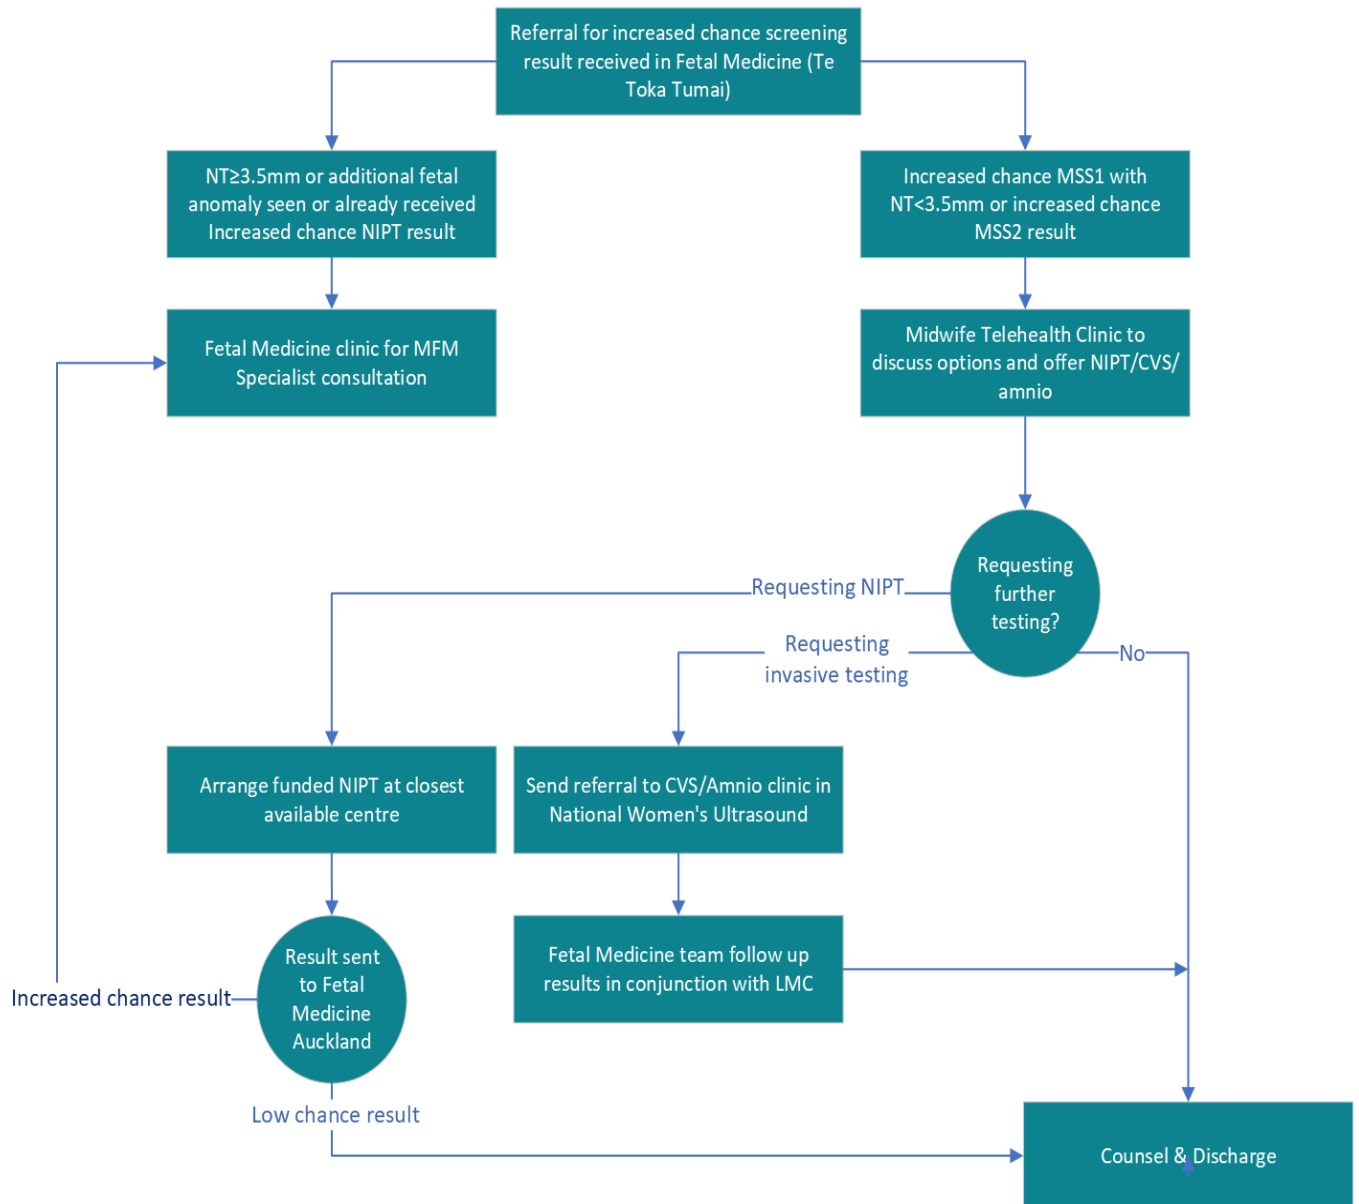 Referral for increased chance screening
result received in Fetal Medicine (Te
Toka Tumai)
NT≥3.5mm or additional fetal
anomaly seen or already received
Increased chance NIPT result
Increased chance MSS1 with
NT<3.5mm or increased chance
MSS2 result
Fetal Medicine clinic for MFM
Specialist consultation
Midwife Telehealth Clinic to
discuss options and offer NIPT/CVS/
amnio
Requesting
further
testing?
Requesting NIPT
Requesting
invasive testing
No
Arrange funded NIPT at closest
available centre
Send referral to CVS/Amnio clinic in
National Women's Ultrasound
Result sent
to Fetal
Medicine
Auckland
Fetal Medicine team follow up
results in conjunction with LMC
Increased chance result
Low chance result
Counsel & Discharge